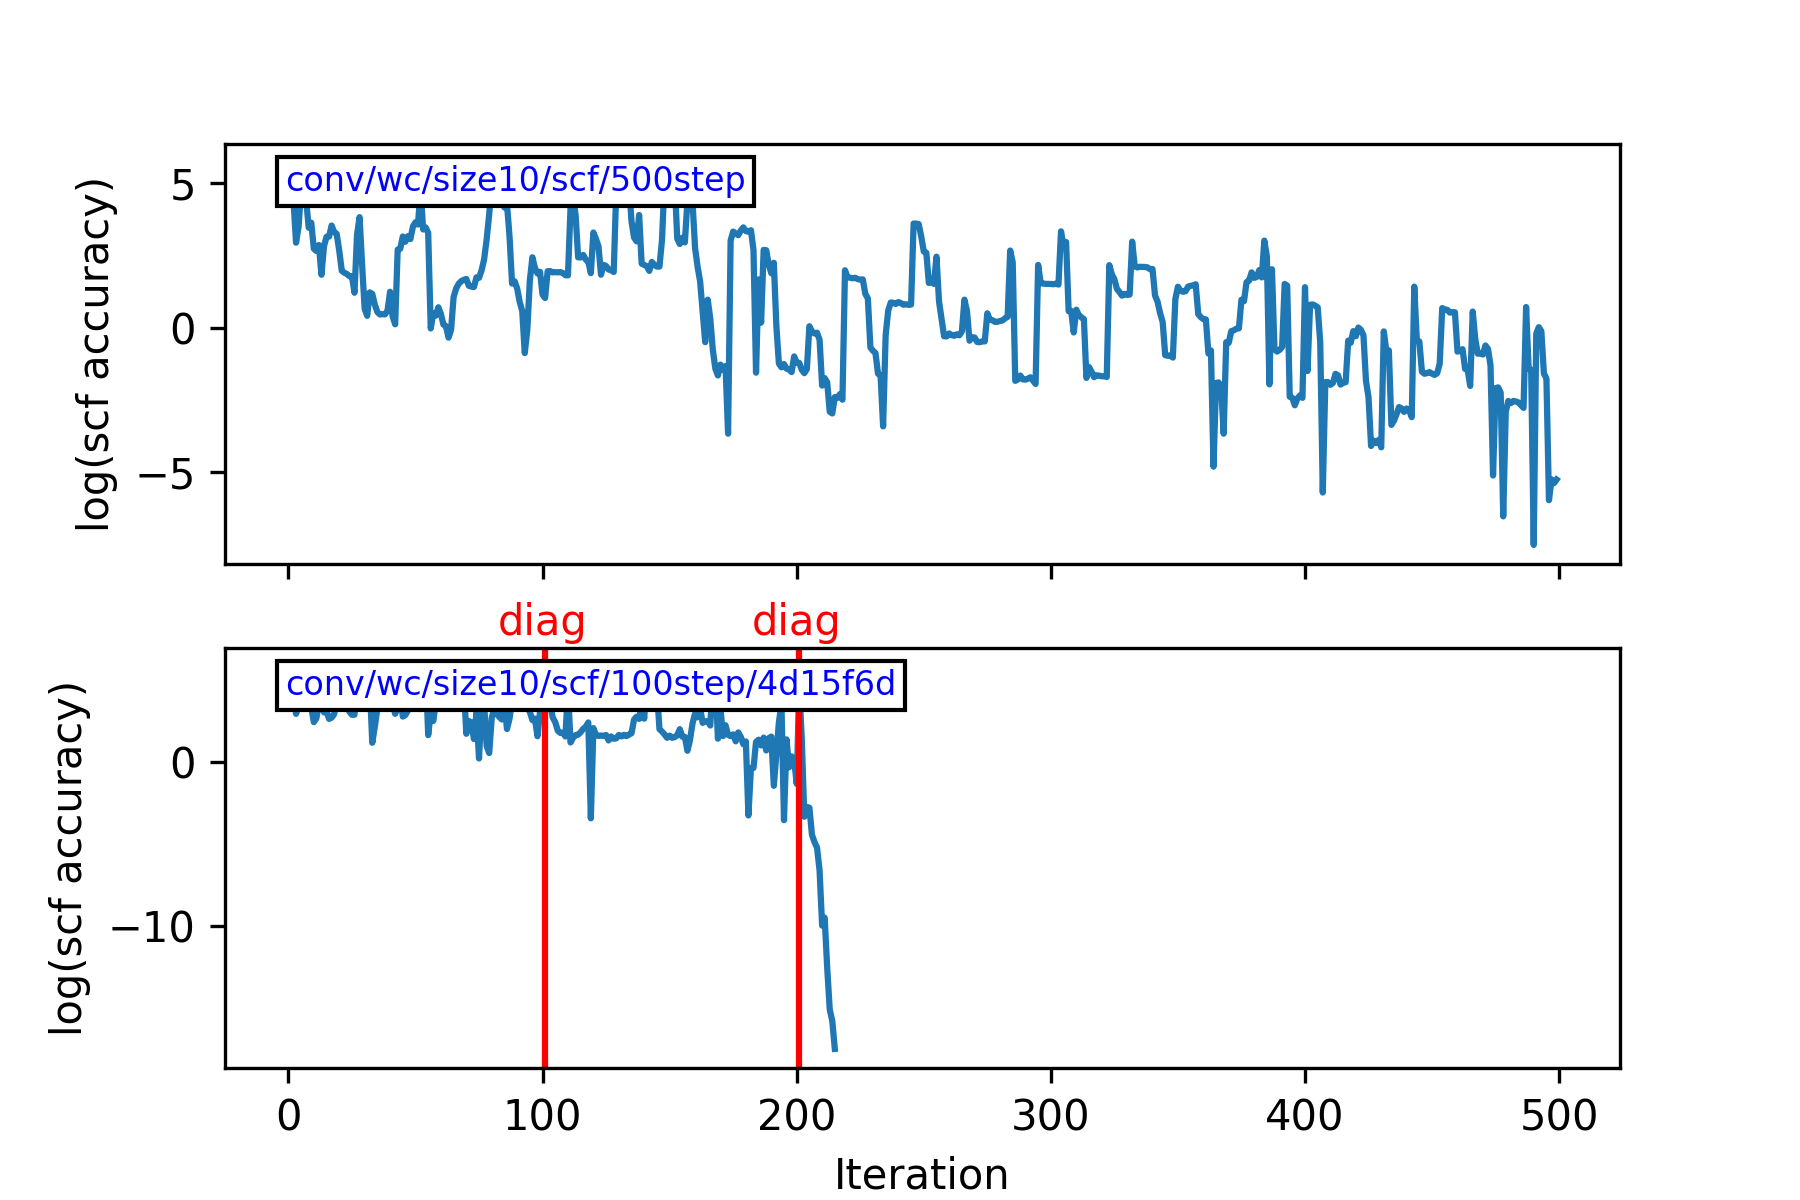 conv/wc/size10/scf/500step
5
0
−5
log(scf accuracy)
diag diag
conv/wc/size10/scf/100step/4d15f6d
0
−10
log(scf accuracy)
0 100 200 300 400 500
Iteration